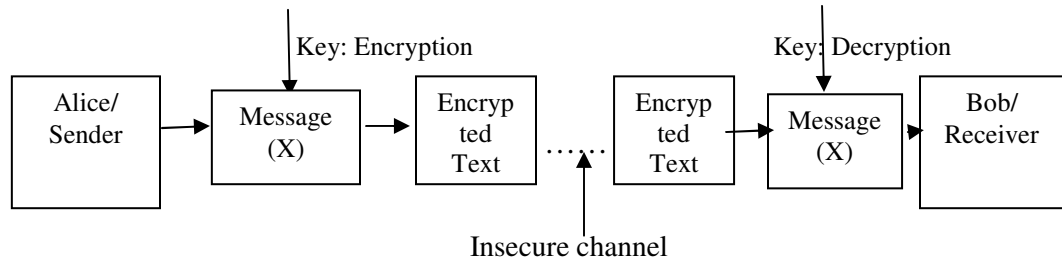 Key: Encryption
Key: Decryption
Alice/
Sender
Message
(X)
Encryp
ted
Text
......
Encryp
ted
Text
Message
(X)
Bob/
Receiver
Insecure channel